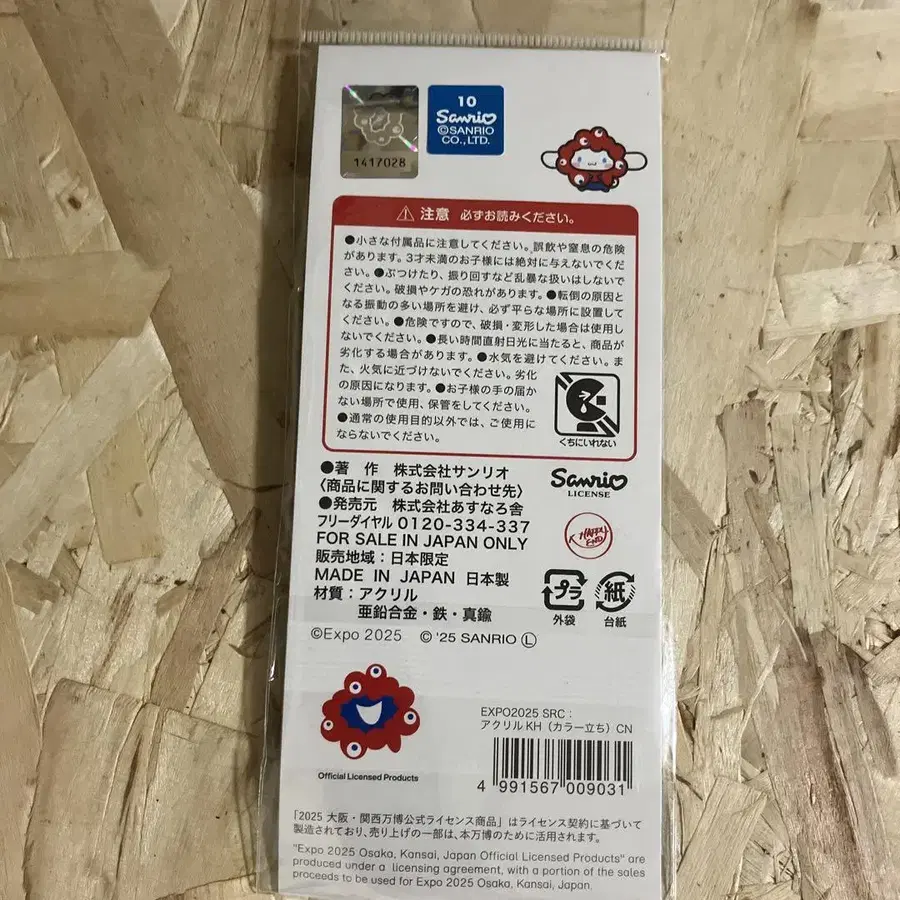 1417028
10
Sanrio
©SANRIO
CO.,LTD.
⚠注意 必ずお読みください。
●小さな付属品に注意してください。誤飲や窒息の危険
があります。3才未満のお子様には絶対に与えないでくだ
さい。●ぶつけたり、振り回すなど乱暴な扱いはしないで
ください。破損やケガの恐れがあります。●転倒の原因と
なる振動の多い場所を避け、必ず平らな場所に設置して
ください。●危険ですので、破損・変形した場合は使用し
ないでください。●長い時間直射日光に当たると、商品が
劣化する場合があります。●水気を避けてください。ま
た、火気に近づけないでください。劣化
の原因になります。●お子様の手の届か
ない場所で使用、保管をしてください。
●通常の使用目的以外では、ご使用に
ならないでください。
くちにいれない
●著 作 株式会社サンリオ
〈商品に関するお問い合わせ先〉
●発売元 株式会社あすなろ舎
フリーダイヤル 0120-334-337
FOR SALE IN JAPAN ONLY
販売地域：日本限定
MADE IN JAPAN 日本製
材質：アクリル
亜鉛合金・鉄・真鍮
Sanrio
LICENSE
K HAPPY
END
プラ
外袋
紙
台紙
©Expo 2025 © '25 SANRIO Ⓛ
Official Licensed Products
EXPO2025 SRC：
アクリルKH（カラー立ち）CN
4 991567 009031
「2025 大阪・関西万博公式ライセンス商品」はライセンス契約に基づいて
製造されており、売り上げの一部は、本万博のために活用されます。
"Expo 2025 Osaka, Kansai, Japan Official Licensed Products" are
produced under a licensing agreement, with a portion of the sales
proceeds to be used for Expo 2025 Osaka, Kansai, Japan.